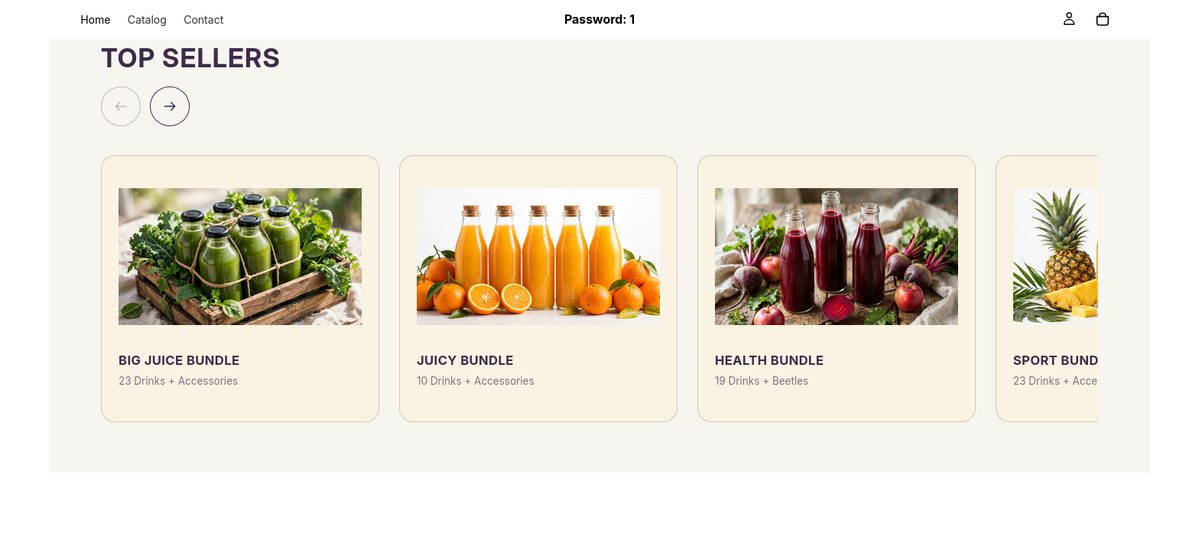 Home Catalog Contact Password: 1
TOP SELLERS
BIG JUICE BUNDLE
23 Drinks + Accessories
JUICY BUNDLE
10 Drinks + Accessories
HEALTH BUNDLE
19 Drinks + Beetles
SPORT BUND
23 Drinks + Acce